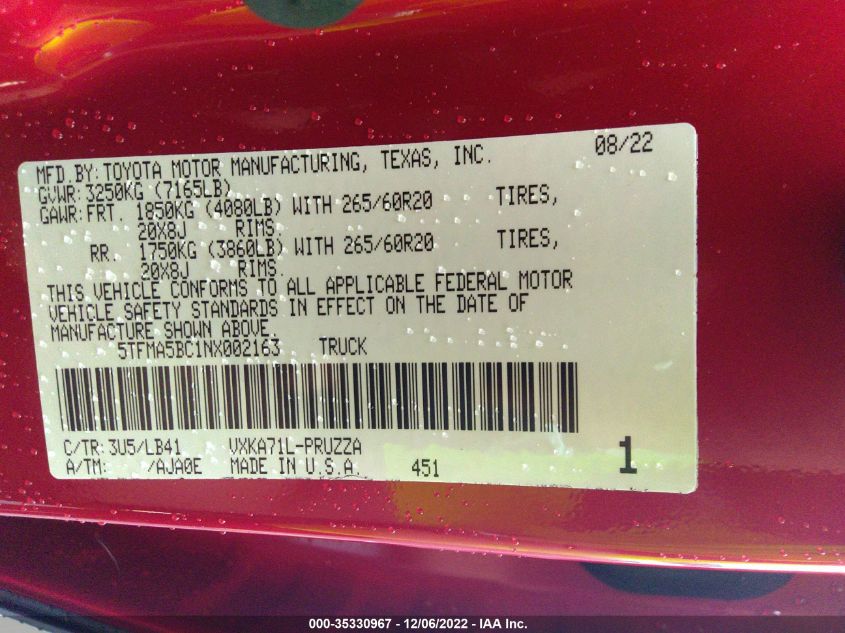 MFD.BY:TOYOTA MOTOR MANUFACTURING, TEXAS, INC. 08/22
GVWR:3250KG (7165LB)
GAWR:FRT. 1850KG (4080LB) WITH 265/60R20 TIRES,
20X8J RIMS.
RR. 1750KG (3860LB) WITH 265/60R20 TIRES,
20X8J RIMS.
THIS VEHICLE CONFORMS TO ALL APPLICABLE FEDERAL MOTOR
VEHICLE SAFETY STANDARDS IN EFFECT ON THE DATE OF
MANUFACTURE SHOWN ABOVE.
5TFMA5BC1NX002163 TRUCK
C/TR:3U5/LB41 VXKA71L-PRUZZA
A/TM: /AJA0E MADE IN U.S.A. 451 1
000-35330967 - 12/06/2022 - IAA Inc.